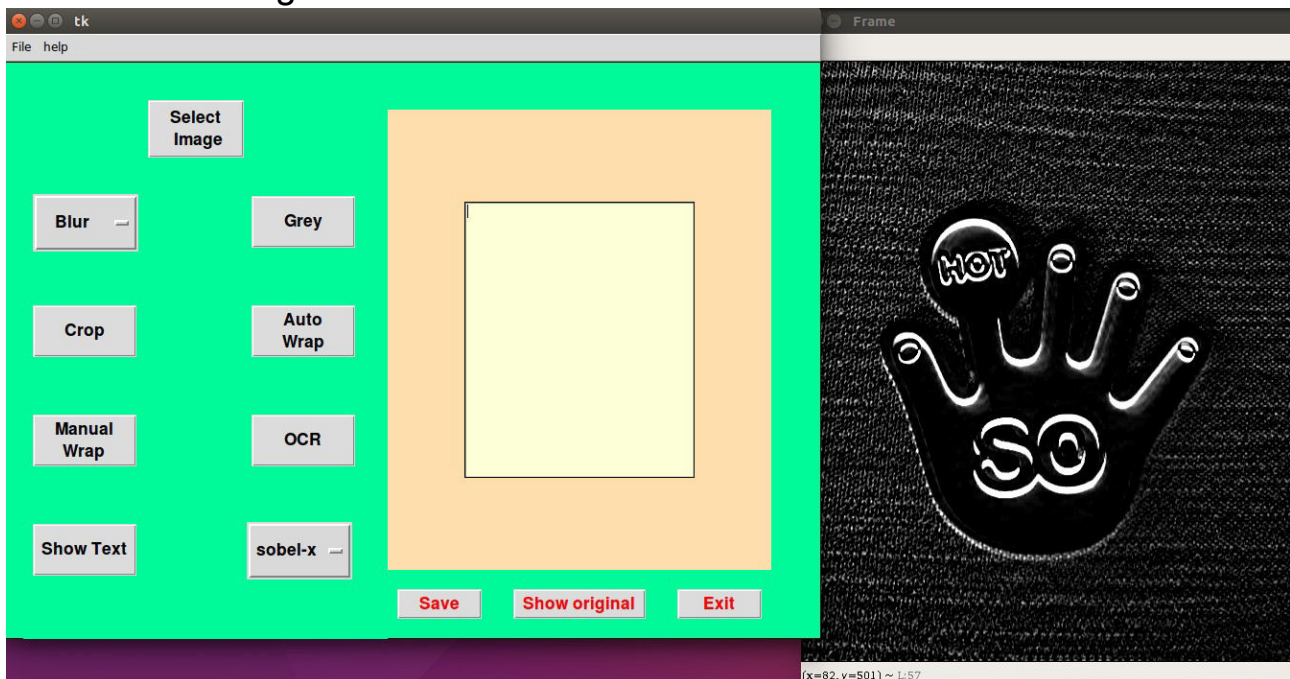 tk
Frame
File help
Select
Image
Blur
Grey
Crop
Auto
Wrap
Manual
Wrap
OCR
Show Text
sobel-x
Save
Show original
Exit
HOT
SO
(x=82, y=501) ~ L:57